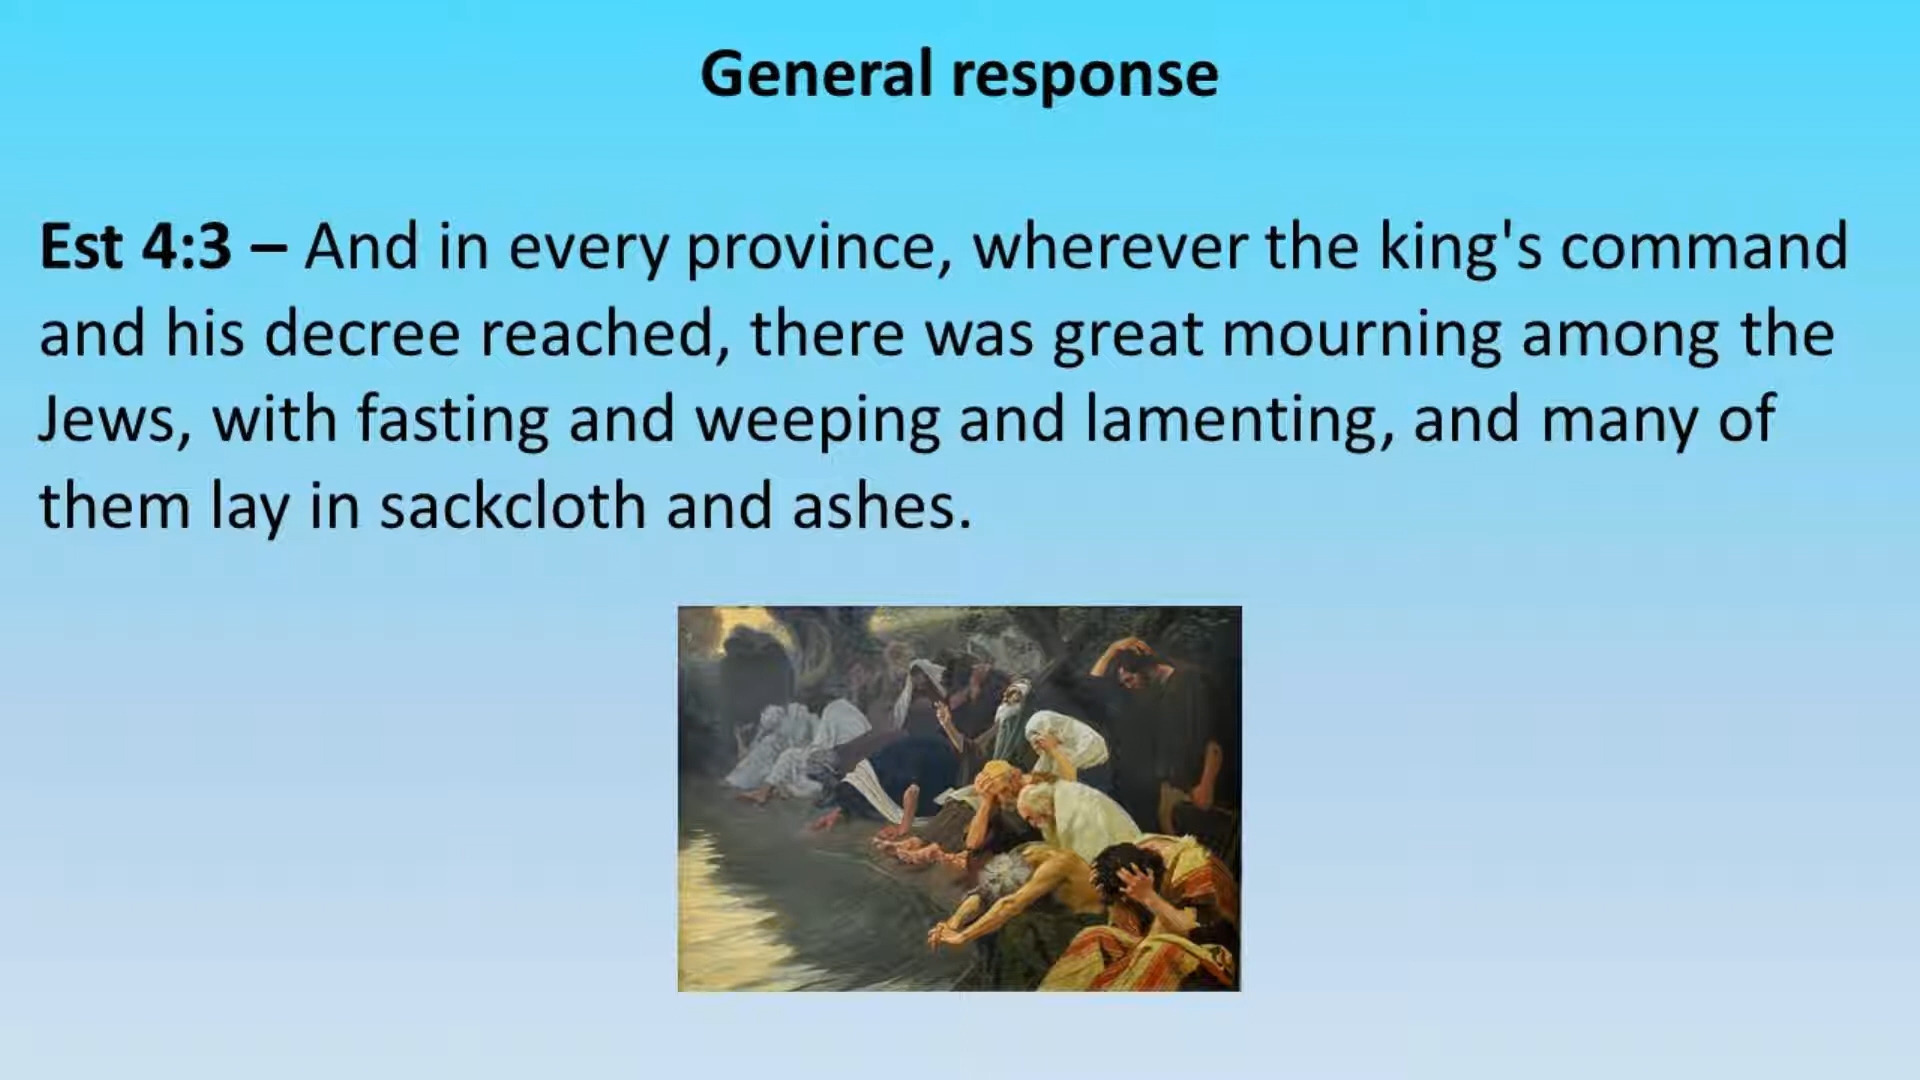 General response
Est 4:3 – And in every province, wherever the king's command
and his decree reached, there was great mourning among the
Jews, with fasting and weeping and lamenting, and many of
them lay in sackcloth and ashes.